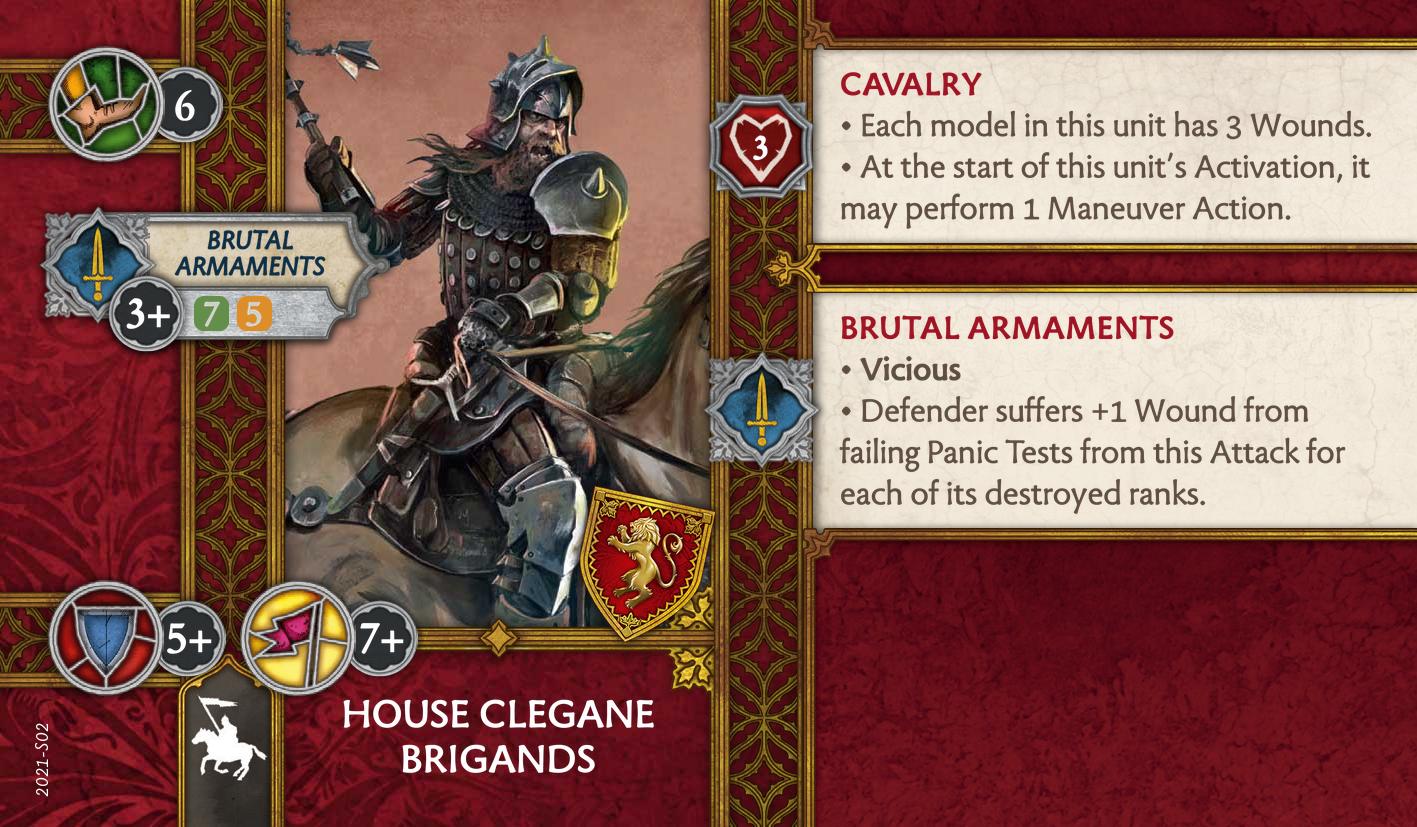 6
BRUTAL
ARMAMENTS
3+ 7 5
5+ 7+
HOUSE CLEGANE
BRIGANDS
2021-S02
3
CAVALRY
• Each model in this unit has 3 Wounds.
• At the start of this unit's Activation, it
may perform 1 Maneuver Action.
BRUTAL ARMAMENTS
• Vicious
• Defender suffers +1 Wound from
failing Panic Tests from this Attack for
each of its destroyed ranks.